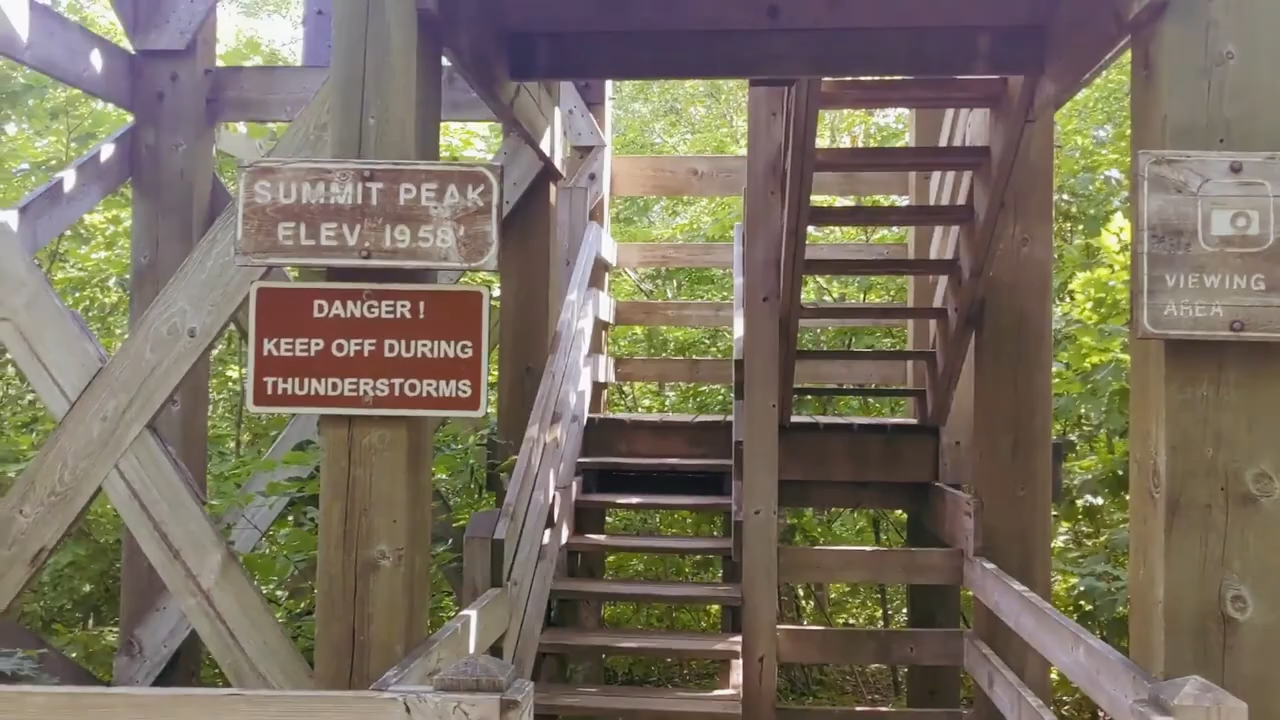 SUMMIT PEAK
ELEV. 1958'
DANGER !
KEEP OFF DURING
THUNDERSTORMS
VIEWING
AREA